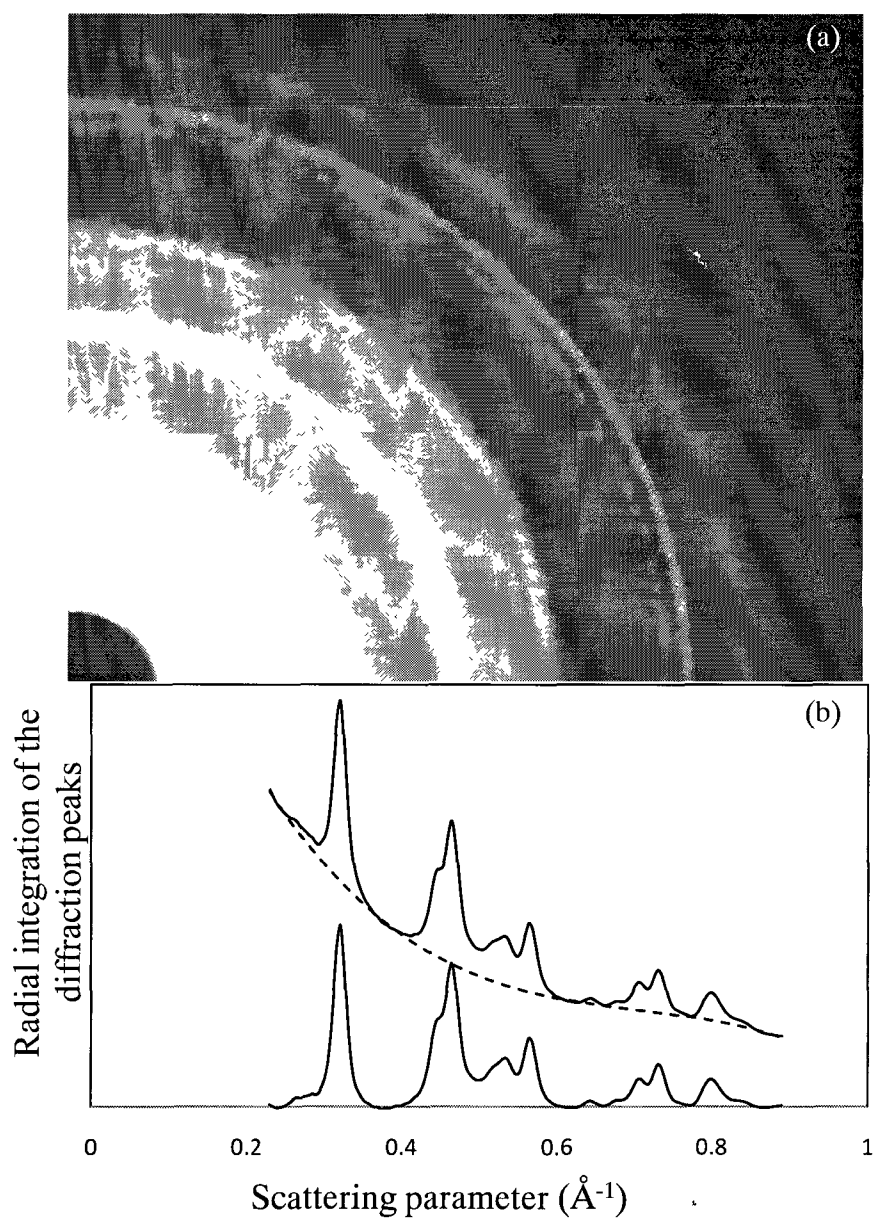 (a)
(b)
Radial integration of the
diffraction peaks
0 0.2 0.4 0.6 0.8 1
Scattering parameter (Å⁻¹)